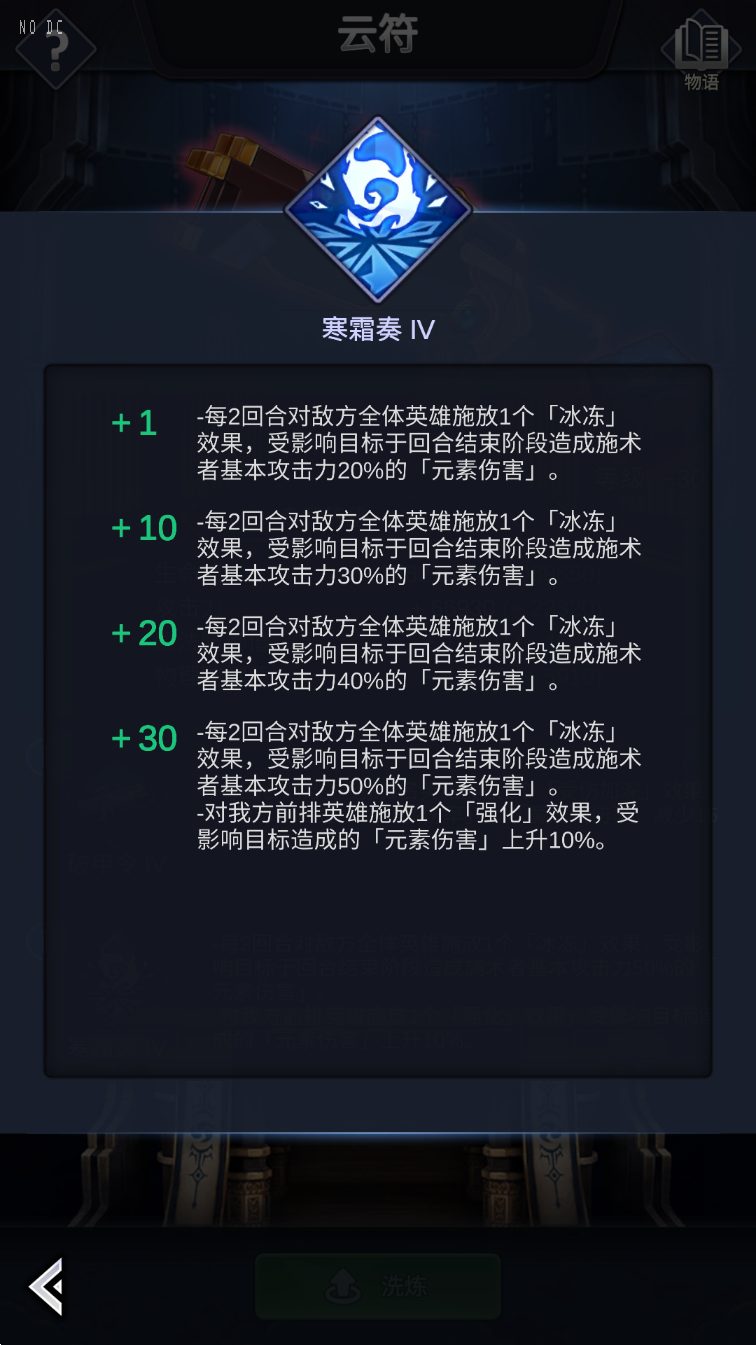 NO DC
云符
?
物语
寒霜奏 IV
+1
-每2回合对敌方全体英雄施放1个「冰冻」
效果，受影响目标于回合结束阶段造成施术
者基本攻击力20%的「元素伤害」。
+10
-每2回合对敌方全体英雄施放1个「冰冻」
效果，受影响目标于回合结束阶段造成施术
者基本攻击力30%的「元素伤害」。
+20
-每2回合对敌方全体英雄施放1个「冰冻」
效果，受影响目标于回合结束阶段造成施术
者基本攻击力40%的「元素伤害」。
+30
-每2回合对敌方全体英雄施放1个「冰冻」
效果，受影响目标于回合结束阶段造成施术
者基本攻击力50%的「元素伤害」。
-对我方前排英雄施放1个「强化」效果，受
影响目标造成的「元素伤害」上升10%。
洗炼